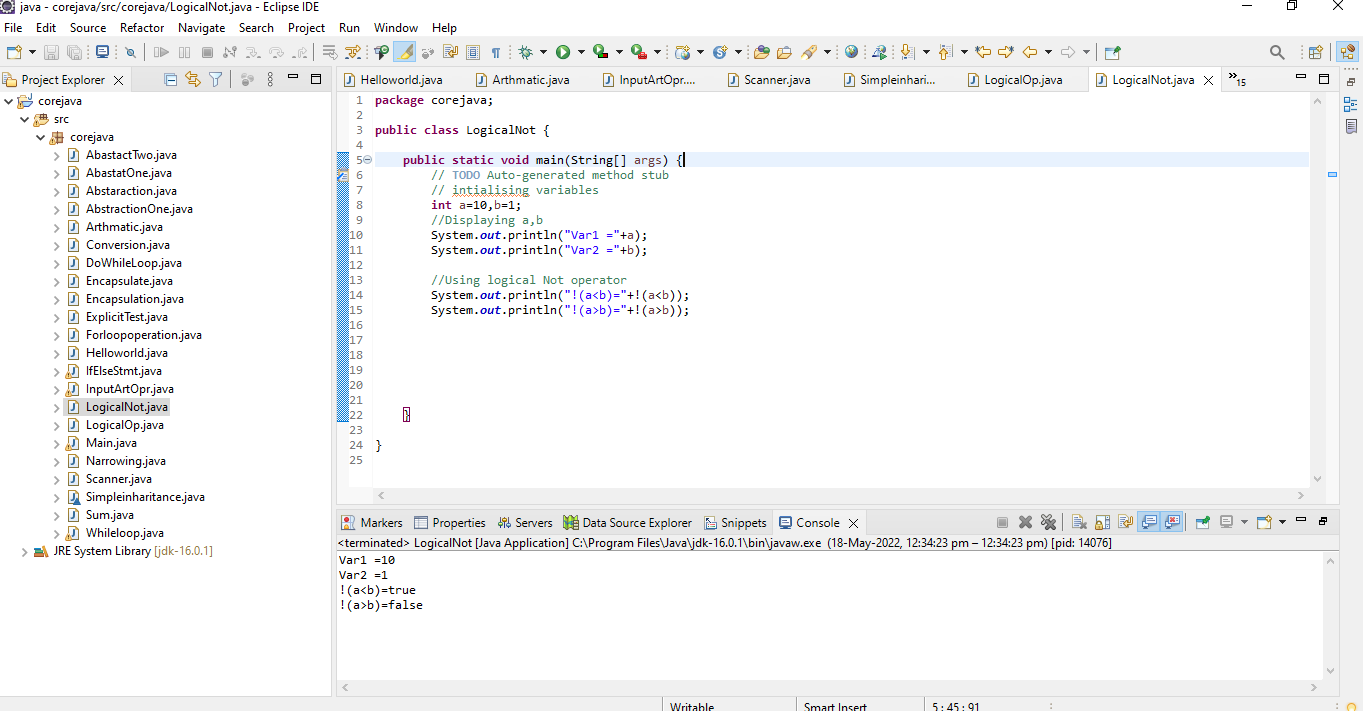 java - corejava/src/corejava/LogicalNot.java - Eclipse IDE
File Edit Source Refactor Navigate Search Project Run Window Help
Project Explorer
corejava
src
corejava
AbastactTwo.java
AbastatOne.java
Abstaraction.java
AbstractionOne.java
Arthmatic.java
Conversion.java
DoWhileLoop.java
Encapsulate.java
Encapsulation.java
ExplicitTest.java
Forloopoperation.java
Helloworld.java
IfElseStmt.java
InputArtOpr.java
LogicalNot.java
LogicalOp.java
Main.java
Narrowing.java
Scanner.java
Simpleinharitance.java
Sum.java
Whileloop.java
JRE System Library [jdk-16.0.1]
Helloworld.java Arthmatic.java InputArtOpr.... Scanner.java Simpleinhari... LogicalOp.java LogicalNot.java »15
1 package corejava;
2
3 public class LogicalNot {
4
5 public static void main(String[] args) {
6 // TODO Auto-generated method stub
7 // intialising variables
8 int a=10,b=1;
9 //Displaying a,b
10 System.out.println("Var1 ="+a);
11 System.out.println("Var2 ="+b);
12
13 //Using logical Not operator
14 System.out.println("!(a<b)="+!(a<b));
15 System.out.println("!(a>b)="+!(a>b));
16
17
18
19
20
21
22 }
23
24 }
25
Markers Properties Servers Data Source Explorer Snippets Console
<terminated> LogicalNot [Java Application] C:\Program Files\Java\jdk-16.0.1\bin\javaw.exe (18-May-2022, 12:34:23 pm – 12:34:23 pm) [pid: 14076]
Var1 =10
Var2 =1
!(a<b)=true
!(a>b)=false
Writable Smart Insert 5 : 45 : 91